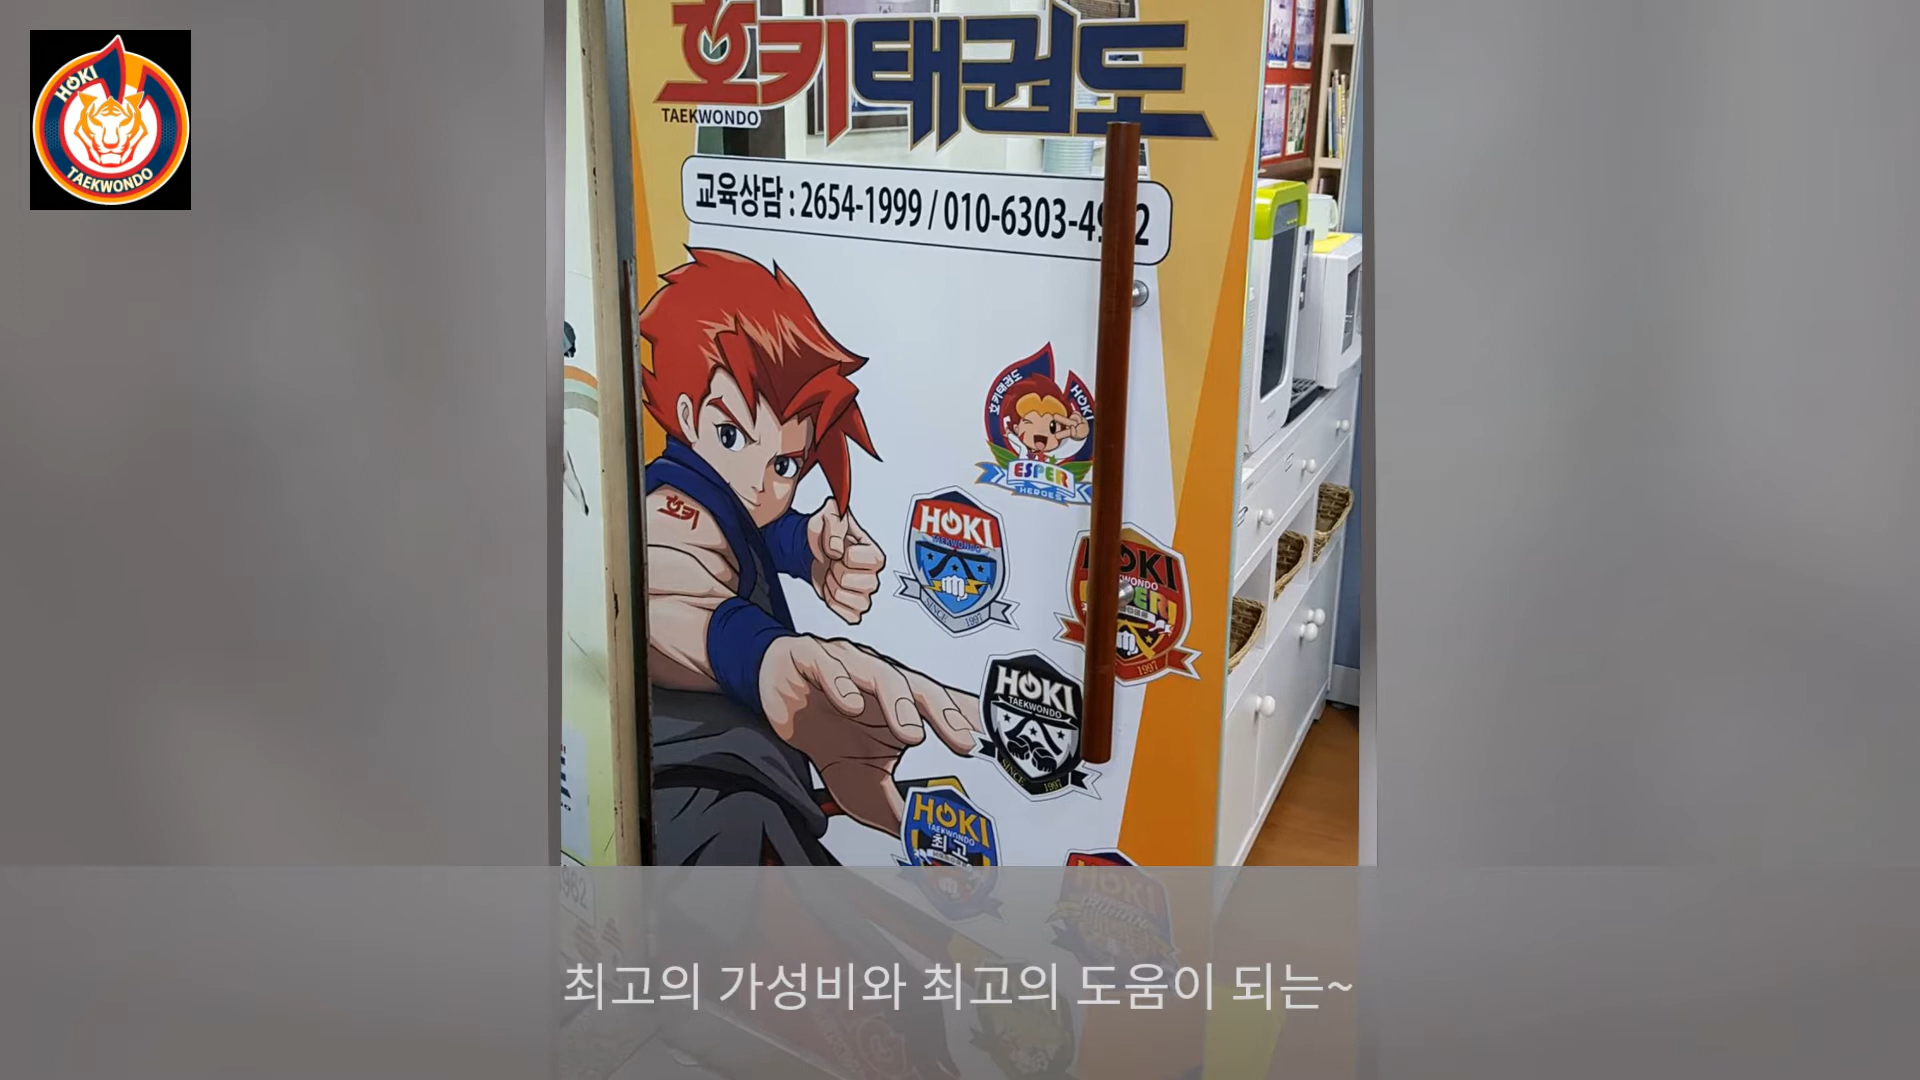 HOKI
TAEKWONDO
호키태권도
TAEKWONDO
교육상담 : 2654-1999 / 010-6303-4
2
호키태권도
HOKI
ESPER
HEROES
호키
HOKI
TAEKWONDO
SINCE 1997
HOKI
1997
HOKI
TAEKWONDO
SINCE 1997
HOKI
TAEKWONDO
최고
HOKI
최고의 가성비와 최고의 도움이 되는~